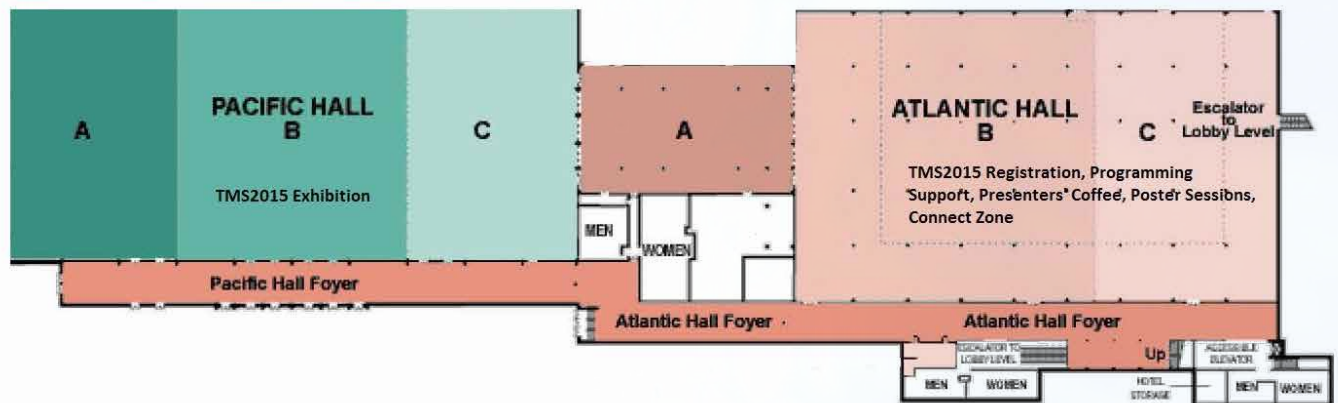 PACIFIC HALL
A
B
C
TMS2015 Exhibition
A
ATLANTIC HALL
B
C
Escalator
to
Lobby Level
TMS2015 Registration, Programming
Support, Presenters' Coffee, Poster Sessions,
Connect Zone
MEN
WOMEN
Pacific Hall Foyer
Atlantic Hall Foyer
Atlantic Hall Foyer
ESCALATOR TO
LOBBY LEVEL
Up
ACCESSIBLE
ELEVATOR
MEN
WOMEN
HOTEL
STORAGE
MEN
WOMEN